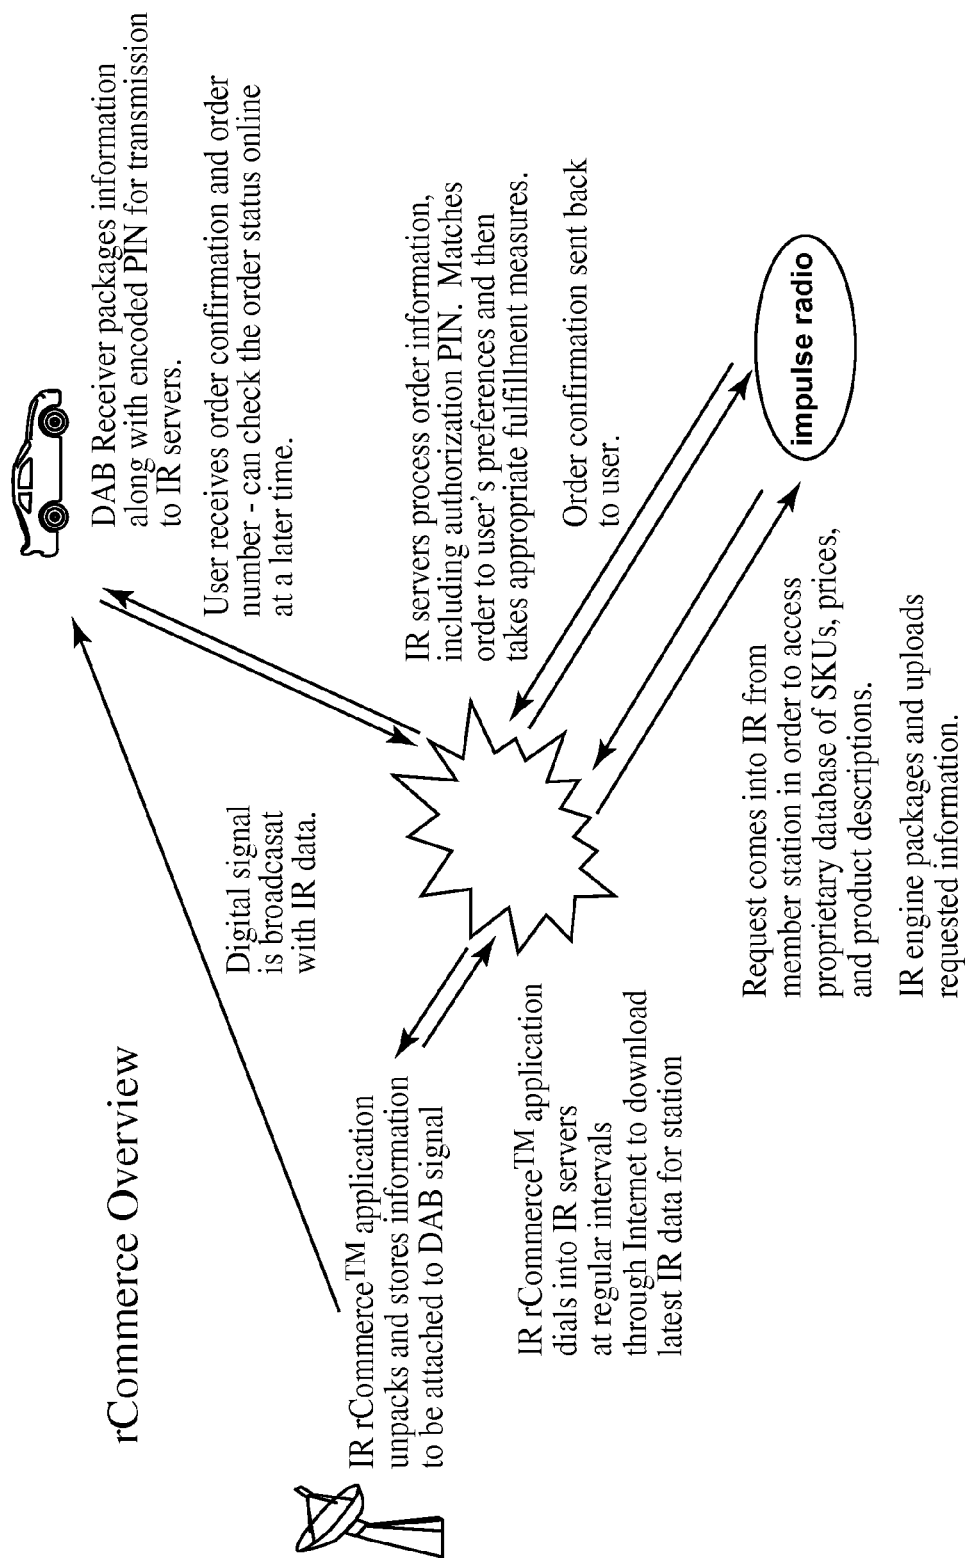 rCommerce Overview
IR rCommerce™ application
unpacks and stores information
to be attached to DAB signal
IR rCommerce™ application
dials into IR servers
at regular intervals
through Internet to download
latest IR data for station
Digital signal
is broadcasat
with IR data.
DAB Receiver packages information
along with encoded PIN for transmission
to IR servers.
User receives order confirmation and order
number - can check the order status online
at a later time.
IR servers process order information,
including authorization PIN. Matches
order to user's preferences and then
takes appropriate fulfillment measures.
Order confirmation sent back
to user.
Request comes into IR from
member station in order to access
proprietary database of SKUs, prices,
and product descriptions.
IR engine packages and uploads
requested information.
impulse radio